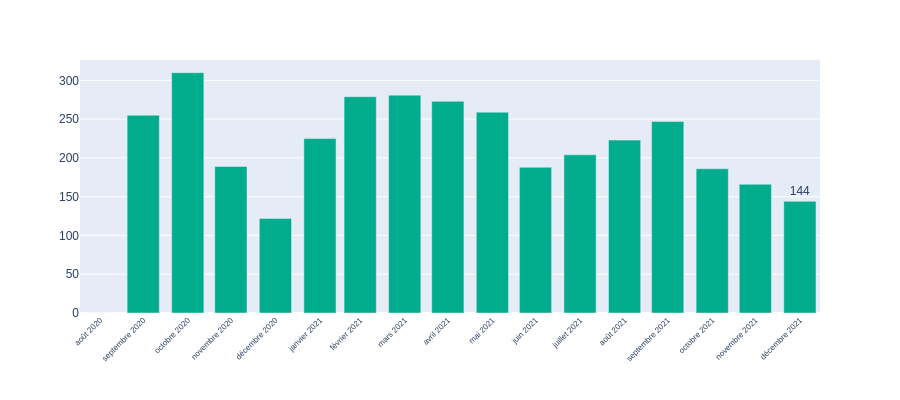 300
250
200
150
100
50
0
144
août 2020
septembre 2020
octobre 2020
novembre 2020
décembre 2020
janvier 2021
février 2021
mars 2021
avril 2021
mai 2021
juin 2021
juillet 2021
août 2021
septembre 2021
octobre 2021
novembre 2021
décembre 2021